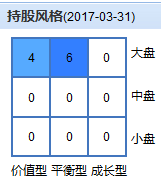 持股风格(2017-03-31)
4 6 0 大盘
0 0 0 中盘
0 0 0 小盘
价值型 平衡型 成长型